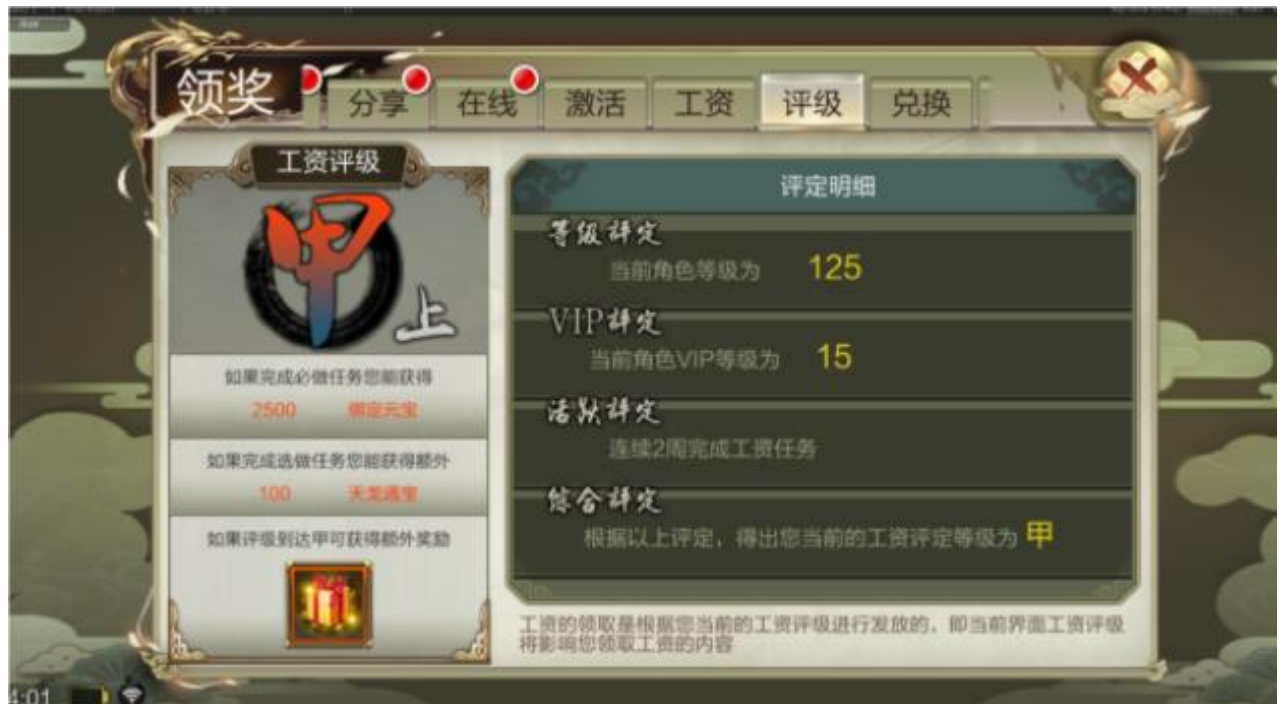 领奖
分享
在线
激活
工资
评级
兑换
工资评级
甲
上
如果完成必做任务您能获得
2500 绑定元宝
如果完成选做任务您能获得额外
100 天龙通宝
如果评级到达甲可获得额外奖励
评定明细
等级评定
当前角色等级为 125
VIP评定
当前角色VIP等级为 15
活跃评定
连续2周完成工资任务
综合评定
根据以上评定，得出您当前的工资评定等级为 甲
工资的领取是根据您当前的工资评级进行发放的，即当前界面工资评级
将影响您领取工资的内容
4:01